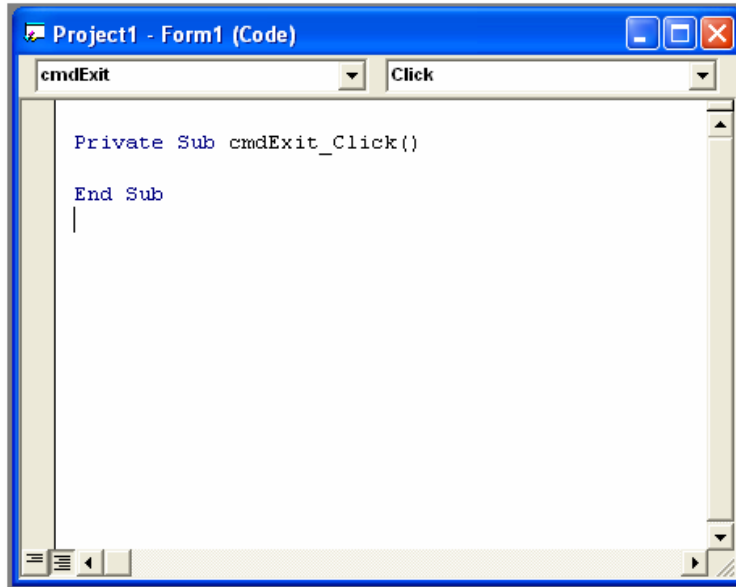 Project1 - Form1 (Code)
cmdExit Click
Private Sub cmdExit_Click()
End Sub